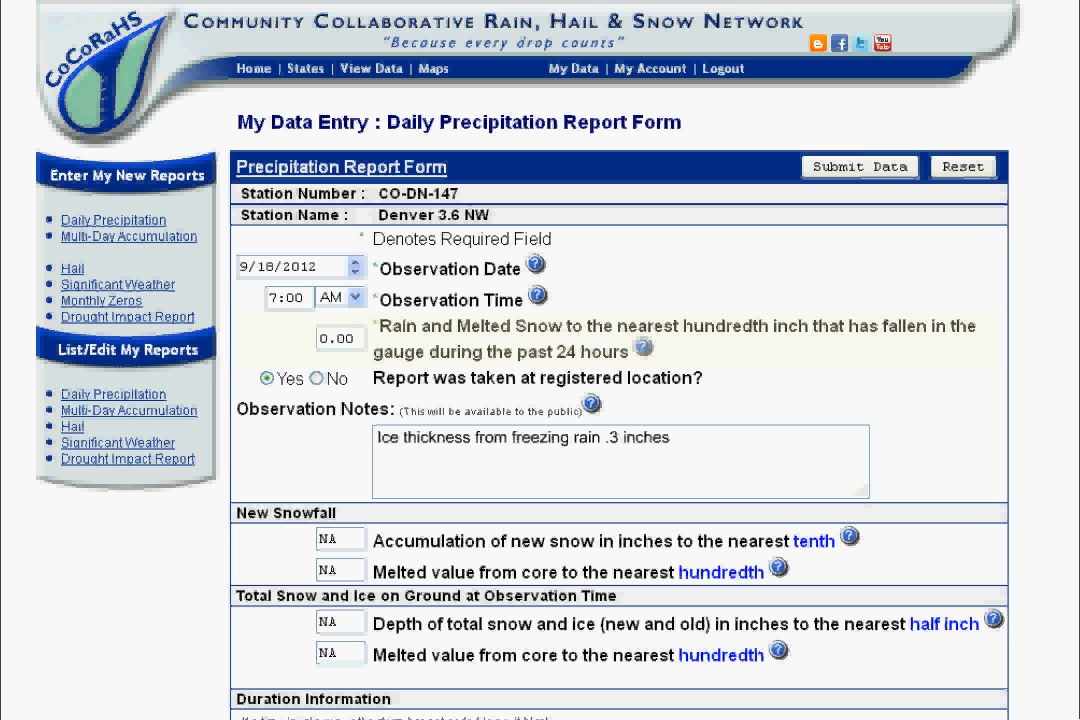 CoCoRaHS
Community Collaborative Rain, Hail & Snow Network
"Because every drop counts"
You Tube
Home | States | View Data | Maps My Data | My Account | Logout
My Data Entry : Daily Precipitation Report Form
Enter My New Reports
Daily Precipitation
Multi-Day Accumulation
Hail
Significant Weather
Monthly Zeros
Drought Impact Report
List/Edit My Reports
Daily Precipitation
Multi-Day Accumulation
Hail
Significant Weather
Drought Impact Report
Precipitation Report Form Submit Data Reset
Station Number : CO-DN-147
Station Name : Denver 3.6 NW
* Denotes Required Field
9/18/2012 *Observation Date ?
7:00 AM *Observation Time ?
0.00 *Rain and Melted Snow to the nearest hundredth inch that has fallen in the
gauge during the past 24 hours ?
Yes No Report was taken at registered location?
Observation Notes: (This will be available to the public) ?
Ice thickness from freezing rain .3 inches
New Snowfall
NA Accumulation of new snow in inches to the nearest tenth ?
NA Melted value from core to the nearest hundredth ?
Total Snow and Ice on Ground at Observation Time
NA Depth of total snow and ice (new and old) in inches to the nearest half inch ?
NA Melted value from core to the nearest hundredth ?
Duration Information